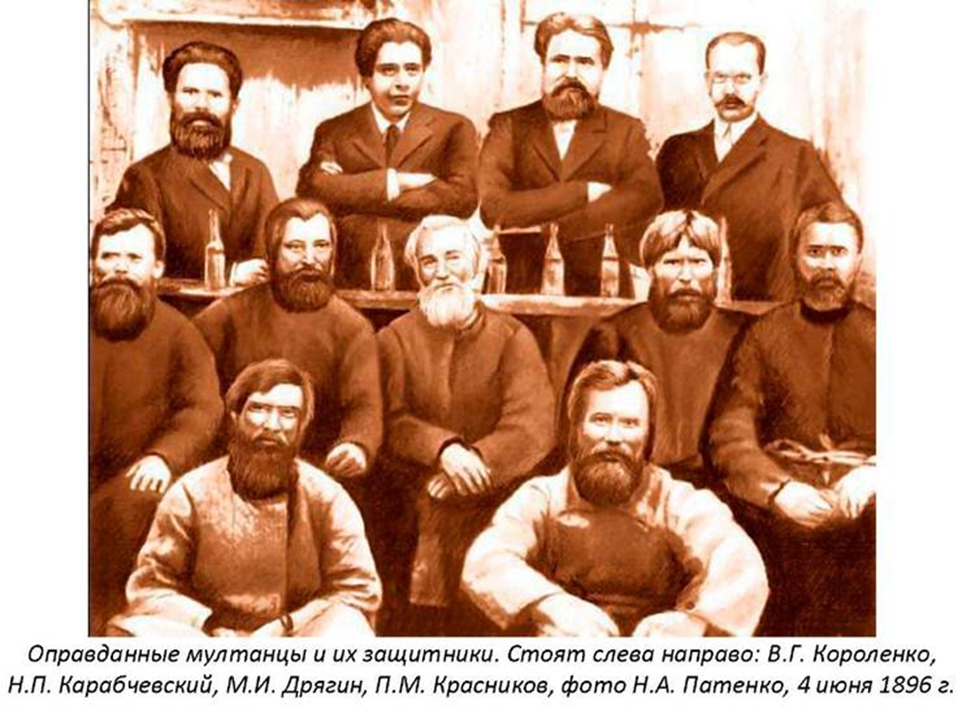 Оправданные мултанцы и их защитники. Стоят слева направо: В.Г. Короленко,
Н.П. Карабчевский, М.И. Дрягин, П.М. Красников, фото Н.А. Патенко, 4 июня 1896 г.